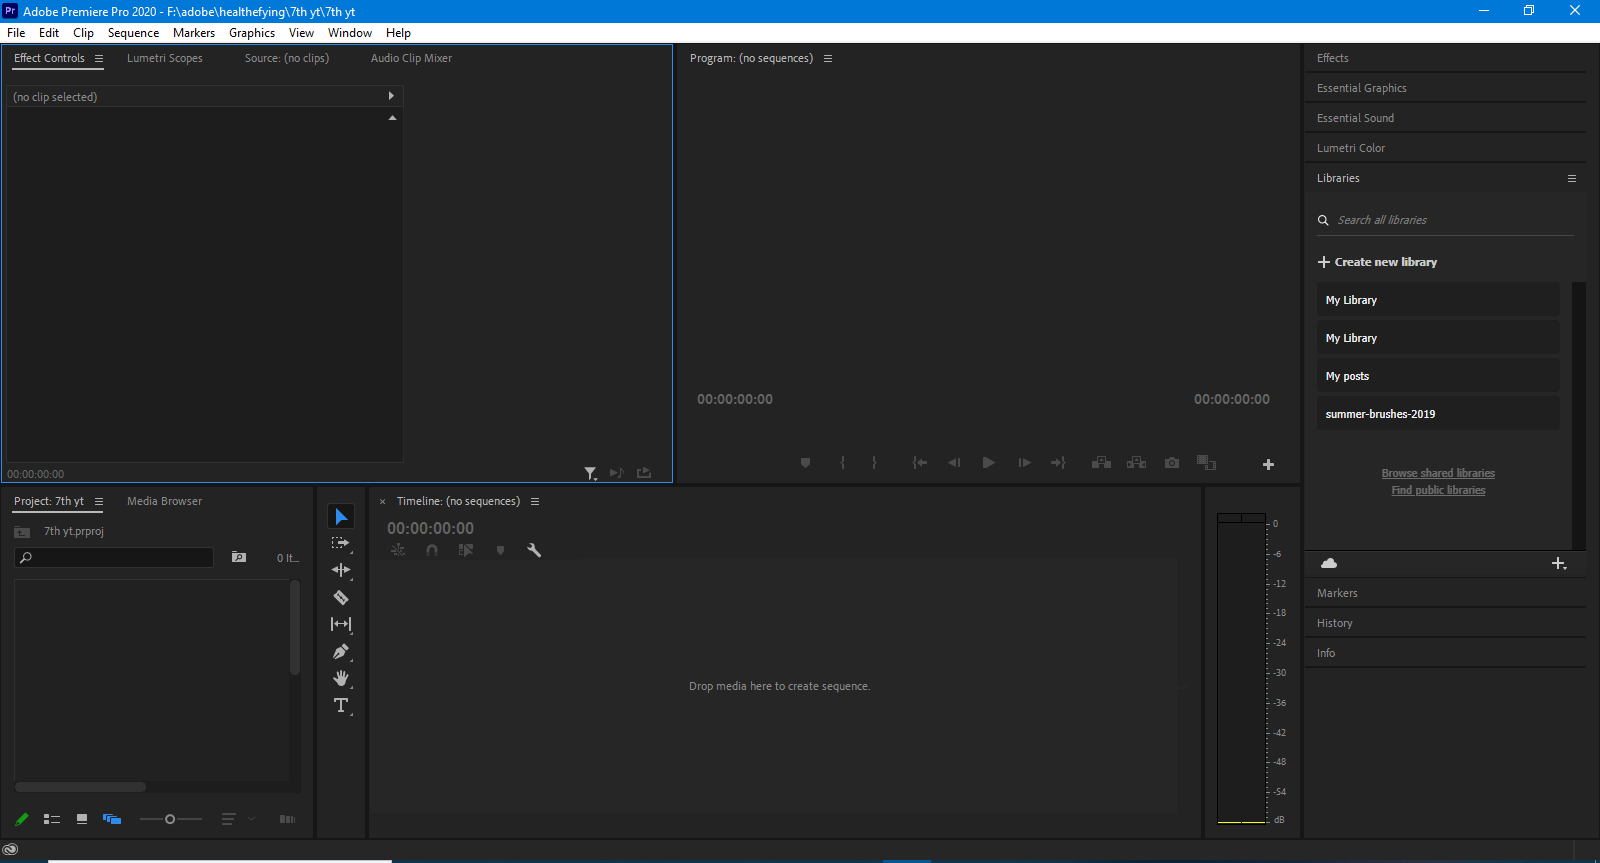 Pr Adobe Premiere Pro 2020 - F:\adobe\healthefying\7th yt\7th yt
File Edit Clip Sequence Markers Graphics View Window Help
Effect Controls Lumetri Scopes Source: (no clips) Audio Clip Mixer
(no clip selected)
00:00:00:00
Program: (no sequences)
00:00:00:00 00:00:00:00
Effects
Essential Graphics
Essential Sound
Lumetri Color
Libraries
Search all libraries
Create new library
My Library
My Library
My posts
summer-brushes-2019
Browse shared libraries
Find public libraries
Markers
History
Info
Project: 7th yt Media Browser
7th yt.prproj
0 It...
Timeline: (no sequences)
00:00:00:00
Drop media here to create sequence.
0
-6
-12
-18
-24
-30
-36
-42
-48
-54
dB